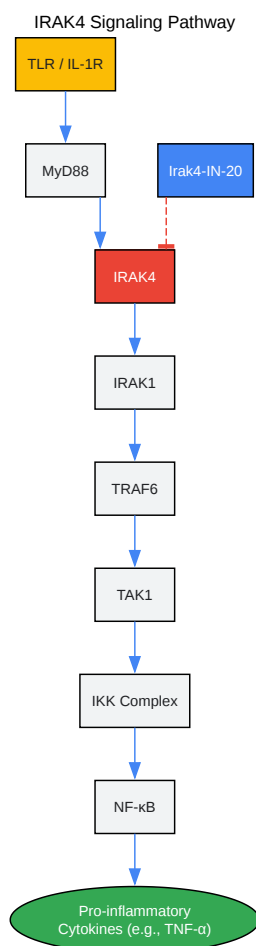 IRAK4 Signaling Pathway
TLR / IL-1R
MyD88
Irak4-IN-20
IRAK4
IRAK1
TRAF6
TAK1
IKK Complex
NF-κB
Pro-inflammatory
Cytokines (e.g., TNF-α)